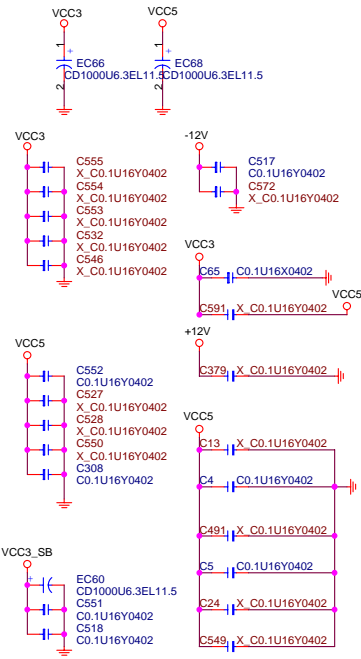 VCC3
VCC5
1
+
EC66
CD1000U6.3EL11.5
2
1
+
EC68
CD1000U6.3EL11.5
2
VCC3
C555
X_C0.1U16Y0402
C554
X_C0.1U16Y0402
C553
X_C0.1U16Y0402
C532
X_C0.1U16Y0402
C546
X_C0.1U16Y0402
-12V
C517
C0.1U16Y0402
C572
X_C0.1U16Y0402
VCC3
C65 C0.1U16X0402
VCC5
C591 X_C0.1U16Y0402
+12V
C379 X_C0.1U16Y0402
VCC5
C552
C0.1U16Y0402
C527
X_C0.1U16Y0402
C528
X_C0.1U16Y0402
C550
X_C0.1U16Y0402
C308
C0.1U16Y0402
VCC5
C13 X_C0.1U16Y0402
C4 C0.1U16Y0402
C491 X_C0.1U16Y0402
C5 C0.1U16Y0402
C24 X_C0.1U16Y0402
C549 X_C0.1U16Y0402
VCC3_SB
+
EC60
CD1000U6.3EL11.5
C551
C0.1U16Y0402
C518
C0.1U16Y0402